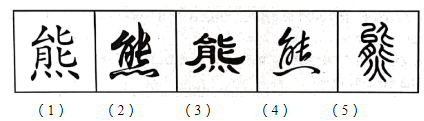 熊 熊 熊 熊 熊
(1) (2) (3) (4) (5)